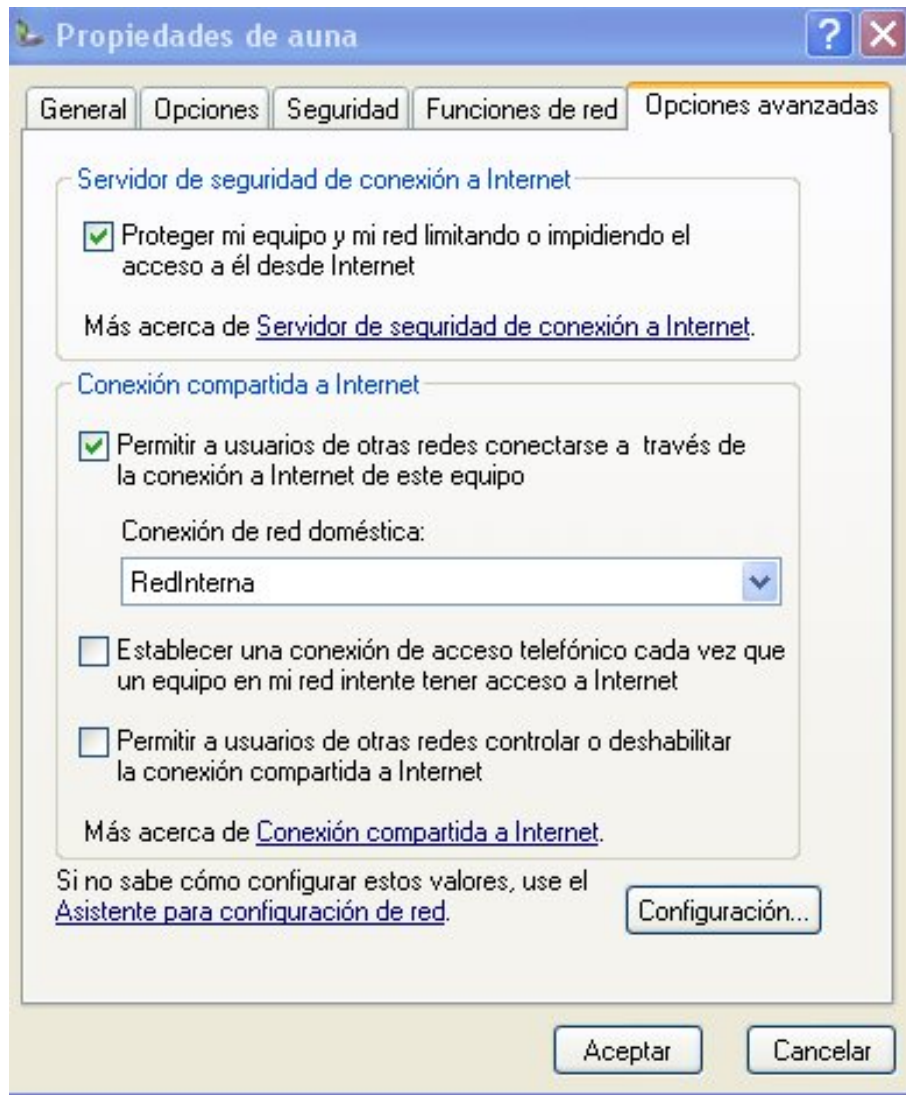 Propiedades de auna
General Opciones Seguridad Funciones de red Opciones avanzadas
Servidor de seguridad de conexión a Internet
Proteger mi equipo y mi red limitando o impidiendo el
acceso a él desde Internet
Más acerca de Servidor de seguridad de conexión a Internet.
Conexión compartida a Internet
Permitir a usuarios de otras redes conectarse a través de
la conexión a Internet de este equipo
Conexión de red doméstica:
RedInterna
Establecer una conexión de acceso telefónico cada vez que
un equipo en mi red intente tener acceso a Internet
Permitir a usuarios de otras redes controlar o deshabilitar
la conexión compartida a Internet
Más acerca de Conexión compartida a Internet.
Si no sabe cómo configurar estos valores, use el
Asistente para configuración de red.
Configuración...
Aceptar Cancelar